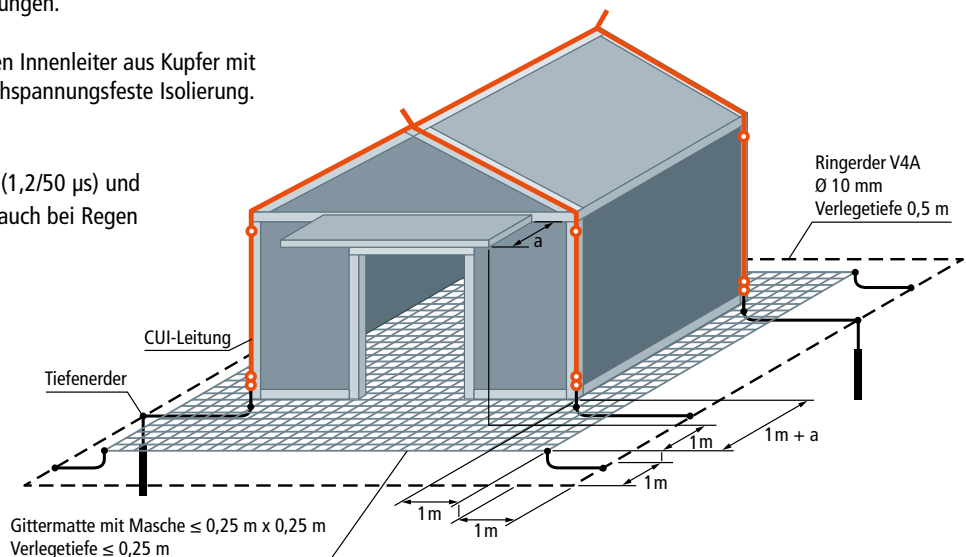 ungen.
en Innenleiter aus Kupfer mit
hspannungsfeste Isolierung.
(1,2/50 µs) und
auch bei Regen
Ringerder V4A
Ø 10 mm
Verlegetiefe 0,5 m
a
CUI-Leitung
Tiefenerder
1m + a
1m
1m
1m
1m
Gittermatte mit Masche ≤ 0,25 m x 0,25 m
Verlegetiefe ≤ 0,25 m